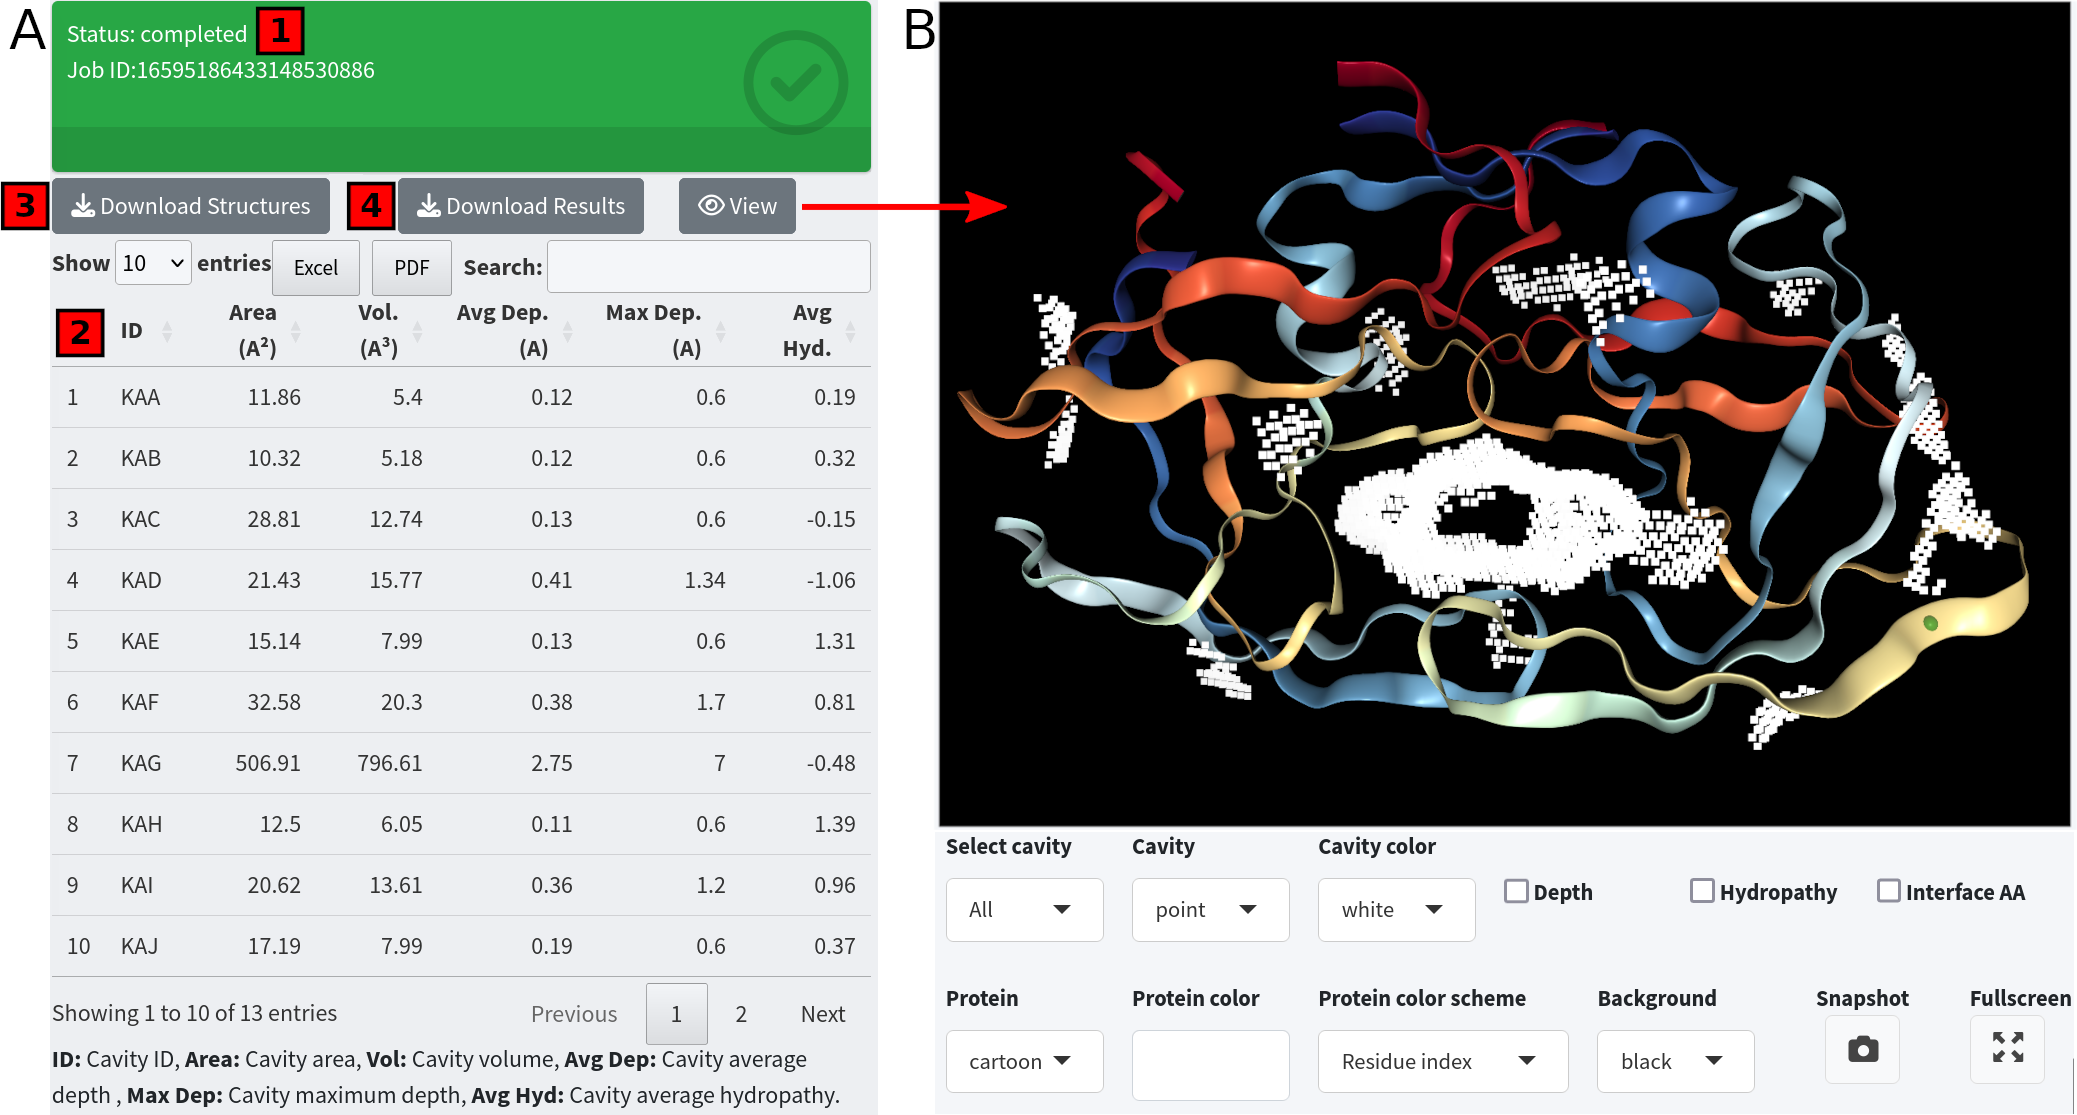 A
Status: completed 1
Job ID:16595186433148530886
3 Download Structures 4 Download Results View
Show 10 entries Excel PDF Search:
2 ID Area (A²) Vol. (A³) Avg Dep. (A) Max Dep. (A) Avg Hyd.
1 KAA 11.86 5.4 0.12 0.6 0.19
2 KAB 10.32 5.18 0.12 0.6 0.32
3 KAC 28.81 12.74 0.13 0.6 -0.15
4 KAD 21.43 15.77 0.41 1.34 -1.06
5 KAE 15.14 7.99 0.13 0.6 1.31
6 KAF 32.58 20.3 0.38 1.7 0.81
7 KAG 506.91 796.61 2.75 7 -0.48
8 KAH 12.5 6.05 0.11 0.6 1.39
9 KAI 20.62 13.61 0.36 1.2 0.96
10 KAJ 17.19 7.99 0.19 0.6 0.37
Showing 1 to 10 of 13 entries Previous 1 2 Next
ID: Cavity ID, Area: Cavity area, Vol: Cavity volume, Avg Dep: Cavity average
depth , Max Dep: Cavity maximum depth, Avg Hyd: Cavity average hydropathy.
B
Select cavity Cavity Cavity color
All point white Depth Hydropathy Interface AA
Protein Protein color Protein color scheme Background Snapshot Fullscreen
cartoon Residue index black